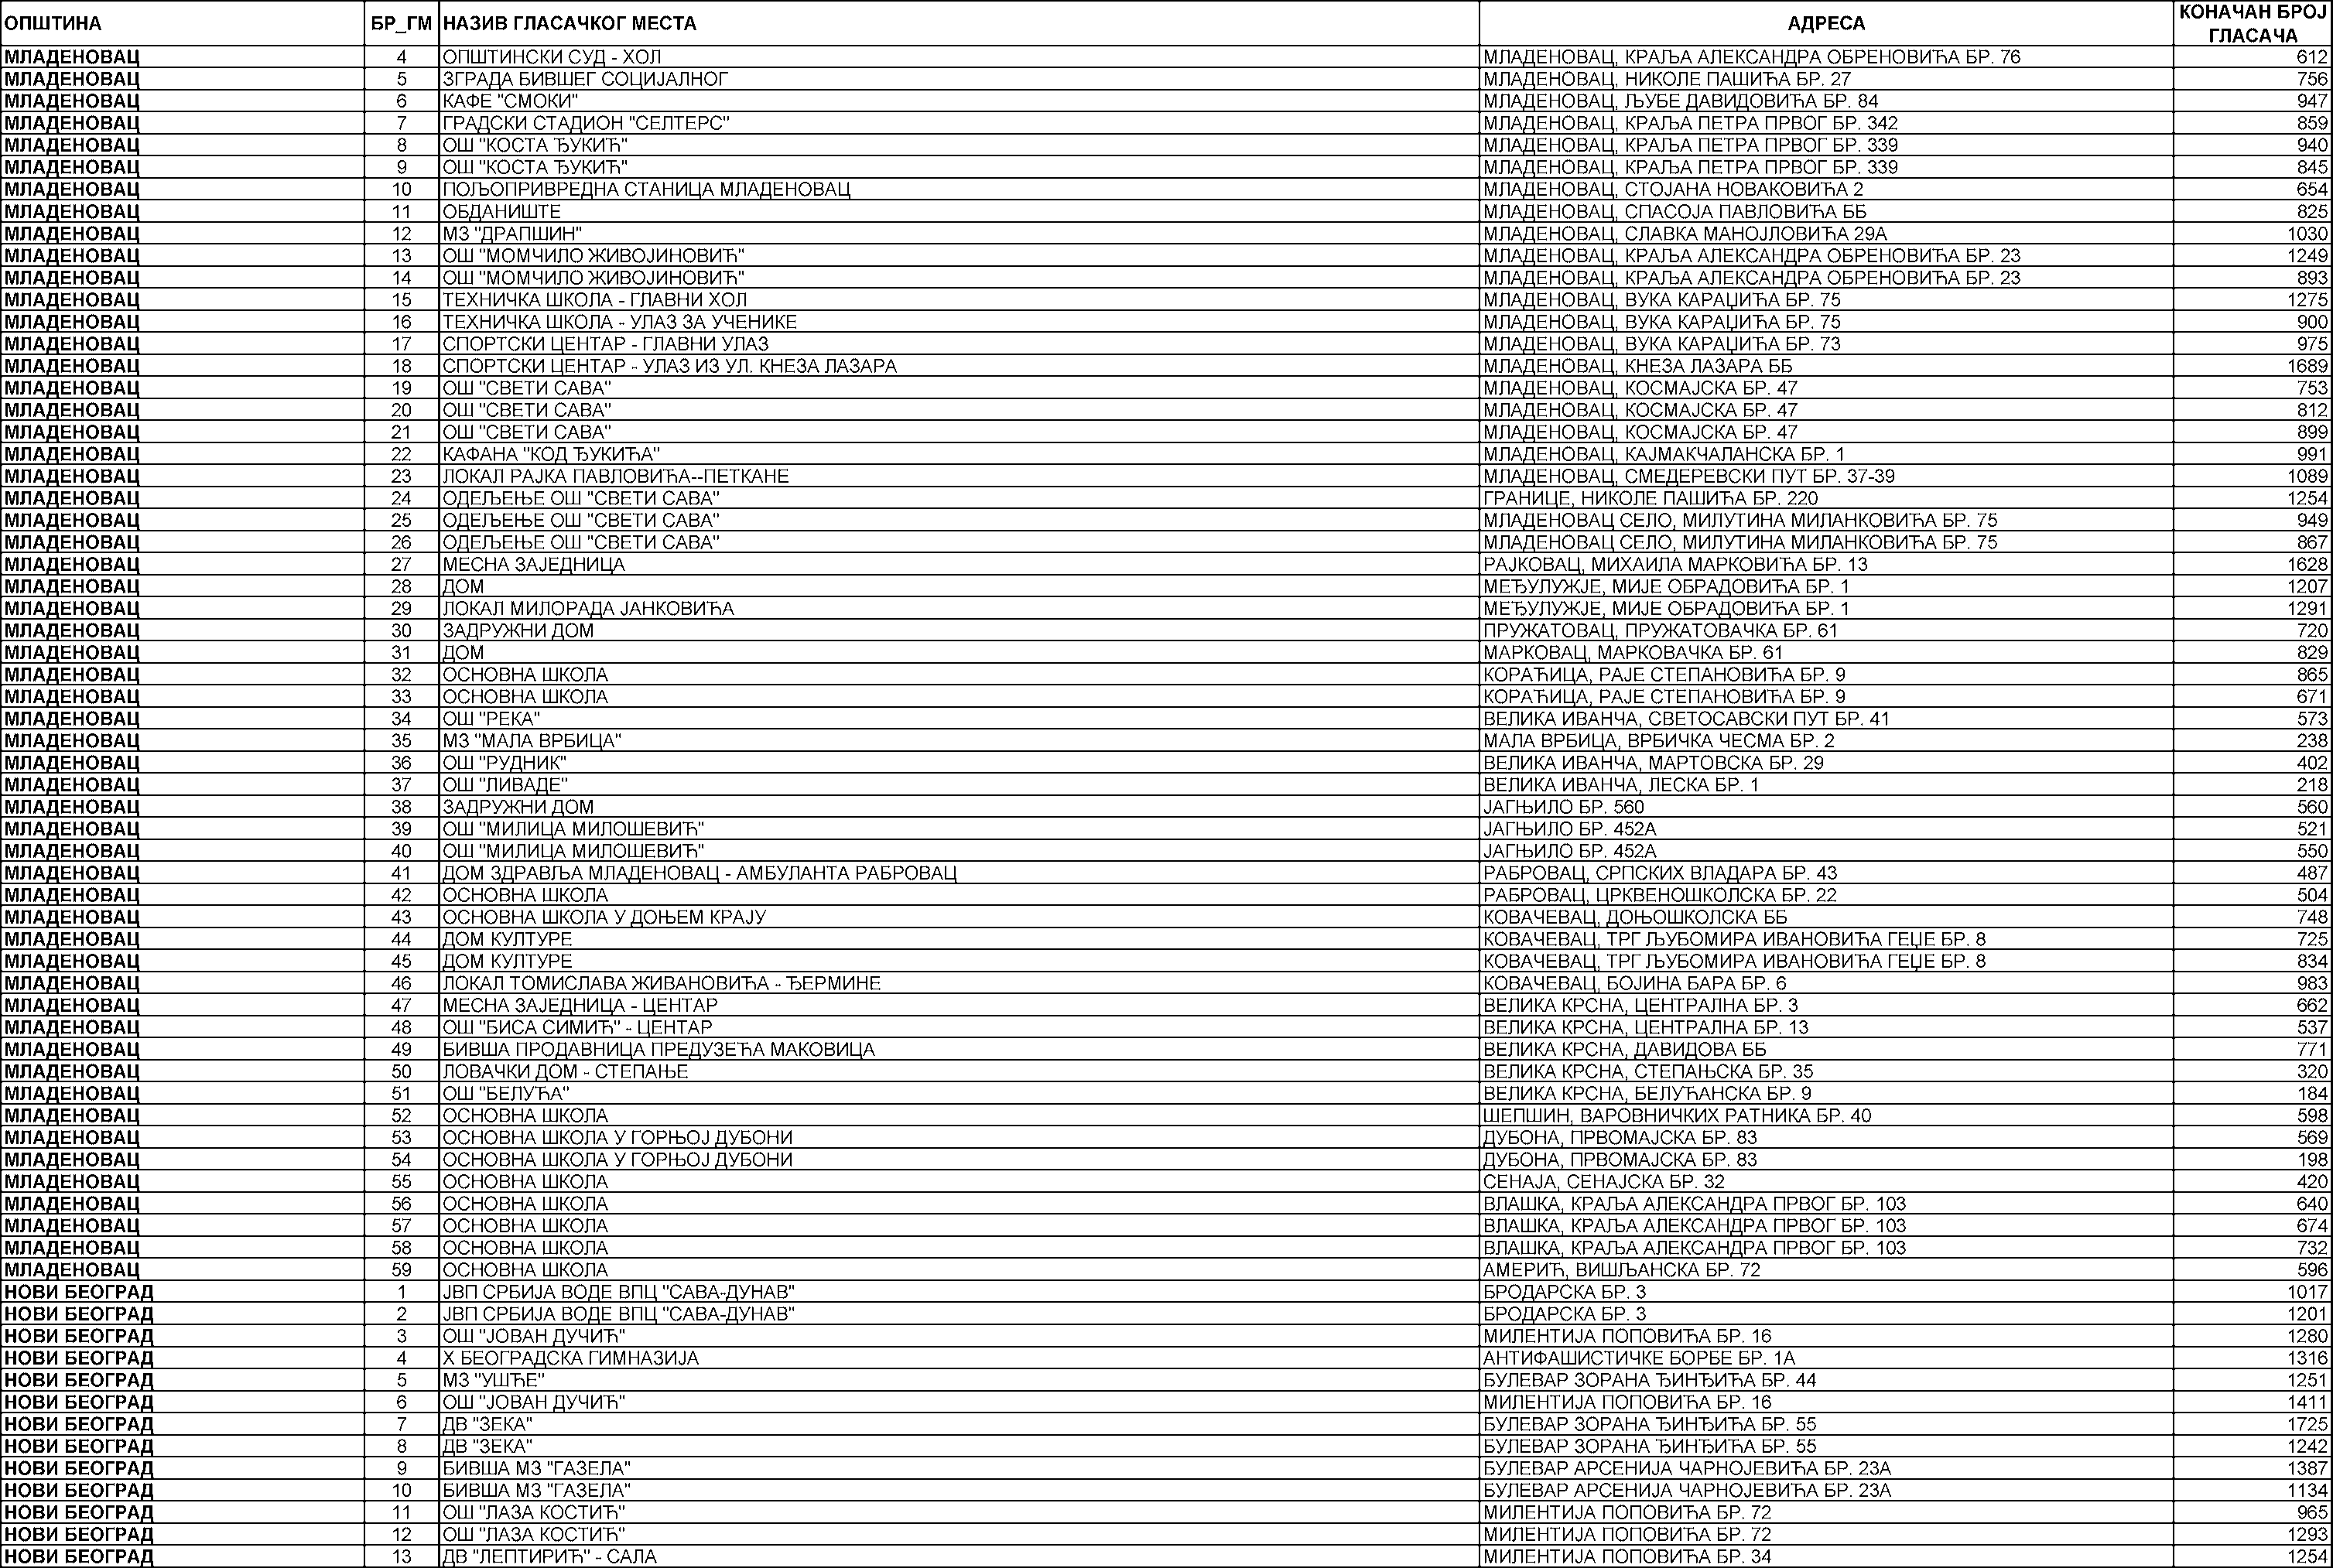 ОПШТИНА БР_ГМ НАЗИВ ГЛАСАЧКОГ МЕСТА АДРЕСА КОНАЧАН БРОЈ ГЛАСАЧА
МЛАДЕНОВАЦ 4 ОПШТИНСКИ СУД - ХОЛ МЛАДЕНОВАЦ, КРАЉА АЛЕКСАНДРА ОБРЕНОВИЋА БР. 76 612
МЛАДЕНОВАЦ 5 ЗГРАДА БИВШЕГ СОЦИЈАЛНОГ МЛАДЕНОВАЦ, НИКОЛЕ ПАШИЋА БР. 27 756
МЛАДЕНОВАЦ 6 КАФЕ "СМОКИ" МЛАДЕНОВАЦ, ЉУБЕ ДАВИДОВИЋА БР. 84 947
МЛАДЕНОВАЦ 7 ГРАДСКИ СТАДИОН "СЕЛТЕРС" МЛАДЕНОВАЦ, КРАЉА ПЕТРА ПРВОГ БР. 342 859
МЛАДЕНОВАЦ 8 ОШ "КОСТА ЂУКИЋ" МЛАДЕНОВАЦ, КРАЉА ПЕТРА ПРВОГ БР. 339 940
МЛАДЕНОВАЦ 9 ОШ "КОСТА ЂУКИЋ" МЛАДЕНОВАЦ, КРАЉА ПЕТРА ПРВОГ БР. 339 845
МЛАДЕНОВАЦ 10 ПОЉОПРИВРЕДНА СТАНИЦА МЛАДЕНОВАЦ МЛАДЕНОВАЦ, СТОЈАНА НОВАКОВИЋА 2 654
МЛАДЕНОВАЦ 11 ОБДАНИШТЕ МЛАДЕНОВАЦ, СПАСОЈА ПАВЛОВИЋА ББ 825
МЛАДЕНОВАЦ 12 МЗ "ДРАПШИН" МЛАДЕНОВАЦ, СЛАВКА МАНОЈЛОВИЋА 29А 1030
МЛАДЕНОВАЦ 13 ОШ "МОМЧИЛО ЖИВОЈИНОВИЋ" МЛАДЕНОВАЦ, КРАЉА АЛЕКСАНДРА ОБРЕНОВИЋА БР. 23 1249
МЛАДЕНОВАЦ 14 ОШ "МОМЧИЛО ЖИВОЈИНОВИЋ" МЛАДЕНОВАЦ, КРАЉА АЛЕКСАНДРА ОБРЕНОВИЋА БР. 23 893
МЛАДЕНОВАЦ 15 ТЕХНИЧКА ШКОЛА - ГЛАВНИ ХОЛ МЛАДЕНОВАЦ, ВУКА КАРАЏИЋА БР. 75 1275
МЛАДЕНОВАЦ 16 ТЕХНИЧКА ШКОЛА - УЛАЗ ЗА УЧЕНИКЕ МЛАДЕНОВАЦ, ВУКА КАРАЏИЋА БР. 75 900
МЛАДЕНОВАЦ 17 СПОРТСКИ ЦЕНТАР - ГЛАВНИ УЛАЗ МЛАДЕНОВАЦ, ВУКА КАРАЏИЋА БР. 73 975
МЛАДЕНОВАЦ 18 СПОРТСКИ ЦЕНТАР - УЛАЗ ИЗ УЛ. КНЕЗА ЛАЗАРА МЛАДЕНОВАЦ, КНЕЗА ЛАЗАРА ББ 1689
МЛАДЕНОВАЦ 19 ОШ "СВЕТИ САВА" МЛАДЕНОВАЦ, КОСМАЈСКА БР. 47 753
МЛАДЕНОВАЦ 20 ОШ "СВЕТИ САВА" МЛАДЕНОВАЦ, КОСМАЈСКА БР. 47 812
МЛАДЕНОВАЦ 21 ОШ "СВЕТИ САВА" МЛАДЕНОВАЦ, КОСМАЈСКА БР. 47 899
МЛАДЕНОВАЦ 22 КАФАНА "КОД ЂУКИЋА" МЛАДЕНОВАЦ, КАЈМАКЧАЛАНСКА БР. 1 991
МЛАДЕНОВАЦ 23 ЛОКАЛ РАЈКА ПАВЛОВИЋА--ПЕТКАНЕ МЛАДЕНОВАЦ, СМЕДЕРЕВСКИ ПУТ БР. 37-39 1089
МЛАДЕНОВАЦ 24 ОДЕЉЕЊЕ ОШ "СВЕТИ САВА" ГРАНИЦЕ, НИКОЛЕ ПАШИЋА БР. 220 1254
МЛАДЕНОВАЦ 25 ОДЕЉЕЊЕ ОШ "СВЕТИ САВА" МЛАДЕНОВАЦ СЕЛО, МИЛУТИНА МИЛАНКОВИЋА БР. 75 949
МЛАДЕНОВАЦ 26 ОДЕЉЕЊЕ ОШ "СВЕТИ САВА" МЛАДЕНОВАЦ СЕЛО, МИЛУТИНА МИЛАНКОВИЋА БР. 75 867
МЛАДЕНОВАЦ 27 МЕСНА ЗАЈЕДНИЦА РАЈКОВАЦ, МИХАИЛА МАРКОВИЋА БР. 13 1628
МЛАДЕНОВАЦ 28 ДОМ МЕЂУЛУЖЈЕ, МИЈЕ ОБРАДОВИЋА БР. 1 1207
МЛАДЕНОВАЦ 29 ЛОКАЛ МИЛОРАДА ЈАНКОВИЋА МЕЂУЛУЖЈЕ, МИЈЕ ОБРАДОВИЋА БР. 1 1291
МЛАДЕНОВАЦ 30 ЗАДРУЖНИ ДОМ ПРУЖАТОВАЦ, ПРУЖАТОВАЧКА БР. 61 720
МЛАДЕНОВАЦ 31 ДОМ МАРКОВАЦ, МАРКОВАЧКА БР. 61 829
МЛАДЕНОВАЦ 32 ОСНОВНА ШКОЛА КОРАЋИЦА, РАЈЕ СТЕПАНОВИЋА БР. 9 865
МЛАДЕНОВАЦ 33 ОСНОВНА ШКОЛА КОРАЋИЦА, РАЈЕ СТЕПАНОВИЋА БР. 9 671
МЛАДЕНОВАЦ 34 ОШ "РЕКА" ВЕЛИКА ИВАНЧА, СВЕТОСАВСКИ ПУТ БР. 41 573
МЛАДЕНОВАЦ 35 МЗ "МАЛА ВРБИЦА" МАЛА ВРБИЦА, ВРБИЧКА ЧЕСМА БР. 2 238
МЛАДЕНОВАЦ 36 ОШ "РУДНИК" ВЕЛИКА ИВАНЧА, МАРТОВСКА БР. 29 402
МЛАДЕНОВАЦ 37 ОШ "ЛИВАДЕ" ВЕЛИКА ИВАНЧА, ЛЕСКА БР. 1 218
МЛАДЕНОВАЦ 38 ЗАДРУЖНИ ДОМ ЈАГЊИЛО БР. 560 560
МЛАДЕНОВАЦ 39 ОШ "МИЛИЦА МИЛОШЕВИЋ" ЈАГЊИЛО БР. 452А 521
МЛАДЕНОВАЦ 40 ОШ "МИЛИЦА МИЛОШЕВИЋ" ЈАГЊИЛО БР. 452А 550
МЛАДЕНОВАЦ 41 ДОМ ЗДРАВЉА МЛАДЕНОВАЦ - АМБУЛАНТА РАБРОВАЦ РАБРОВАЦ, СРПСКИХ ВЛАДАРА БР. 43 487
МЛАДЕНОВАЦ 42 ОСНОВНА ШКОЛА РАБРОВАЦ, ЦРКВЕНОШКОЛСКА БР. 22 504
МЛАДЕНОВАЦ 43 ОСНОВНА ШКОЛА У ДОЊЕМ КРАЈУ КОВАЧЕВАЦ, ДОЊОШКОЛСКА ББ 748
МЛАДЕНОВАЦ 44 ДОМ КУЛТУРЕ КОВАЧЕВАЦ, ТРГ ЉУБОМИРА ИВАНОВИЋА ГЕЏЕ БР. 8 725
МЛАДЕНОВАЦ 45 ДОМ КУЛТУРЕ КОВАЧЕВАЦ, ТРГ ЉУБОМИРА ИВАНОВИЋА ГЕЏЕ БР. 8 834
МЛАДЕНОВАЦ 46 ЛОКАЛ ТОМИСЛАВА ЖИВАНОВИЋА - ЂЕРМИНЕ КОВАЧЕВАЦ, БОЈИНА БАРА БР. 6 983
МЛАДЕНОВАЦ 47 МЕСНА ЗАЈЕДНИЦА - ЦЕНТАР ВЕЛИКА КРСНА, ЦЕНТРАЛНА БР. 3 662
МЛАДЕНОВАЦ 48 ОШ "БИСА СИМИЋ" - ЦЕНТАР ВЕЛИКА КРСНА, ЦЕНТРАЛНА БР. 13 537
МЛАДЕНОВАЦ 49 БИВША ПРОДАВНИЦА ПРЕДУЗЕЋА МАКОВИЦА ВЕЛИКА КРСНА, ДАВИДОВА ББ 771
МЛАДЕНОВАЦ 50 ЛОВАЧКИ ДОМ - СТЕПАЊЕ ВЕЛИКА КРСНА, СТЕПАЊСКА БР. 35 320
МЛАДЕНОВАЦ 51 ОШ "БЕЛУЋА" ВЕЛИКА КРСНА, БЕЛУЋАНСКА БР. 9 184
МЛАДЕНОВАЦ 52 ОСНОВНА ШКОЛА ШЕПШИН, ВАРОВНИЧКИХ РАТНИКА БР. 40 598
МЛАДЕНОВАЦ 53 ОСНОВНА ШКОЛА У ГОРЊОЈ ДУБОНИ ДУБОНА, ПРВОМАЈСКА БР. 83 569
МЛАДЕНОВАЦ 54 ОСНОВНА ШКОЛА У ГОРЊОЈ ДУБОНИ ДУБОНА, ПРВОМАЈСКА БР. 83 198
МЛАДЕНОВАЦ 55 ОСНОВНА ШКОЛА СЕНАЈА, СЕНАЈСКА БР. 32 420
МЛАДЕНОВАЦ 56 ОСНОВНА ШКОЛА ВЛАШКА, КРАЉА АЛЕКСАНДРА ПРВОГ БР. 103 640
МЛАДЕНОВАЦ 57 ОСНОВНА ШКОЛА ВЛАШКА, КРАЉА АЛЕКСАНДРА ПРВОГ БР. 103 674
МЛАДЕНОВАЦ 58 ОСНОВНА ШКОЛА ВЛАШКА, КРАЉА АЛЕКСАНДРА ПРВОГ БР. 103 732
МЛАДЕНОВАЦ 59 ОСНОВНА ШКОЛА АМЕРИЋ, ВИШЉАНСКА БР. 72 596
НОВИ БЕОГРАД 1 ЈВП СРБИЈА ВОДЕ ВПЦ "САВА-ДУНАВ" БРОДАРСКА БР. 3 1017
НОВИ БЕОГРАД 2 ЈВП СРБИЈА ВОДЕ ВПЦ "САВА-ДУНАВ" БРОДАРСКА БР. 3 1201
НОВИ БЕОГРАД 3 ОШ "ЈОВАН ДУЧИЋ" МИЛЕНТИЈА ПОПОВИЋА БР. 16 1280
НОВИ БЕОГРАД 4 X БЕОГРАДСКА ГИМНАЗИЈА АНТИФАШИСТИЧКЕ БОРБЕ БР. 1А 1316
НОВИ БЕОГРАД 5 МЗ "УШЋЕ" БУЛЕВАР ЗОРАНА ЂИНЂИЋА БР. 44 1251
НОВИ БЕОГРАД 6 ОШ "ЈОВАН ДУЧИЋ" МИЛЕНТИЈА ПОПОВИЋА БР. 16 1411
НОВИ БЕОГРАД 7 ДВ "ЗЕКА" БУЛЕВАР ЗОРАНА ЂИНЂИЋА БР. 55 1725
НОВИ БЕОГРАД 8 ДВ "ЗЕКА" БУЛЕВАР ЗОРАНА ЂИНЂИЋА БР. 55 1242
НОВИ БЕОГРАД 9 БИВША МЗ "ГАЗЕЛА" БУЛЕВАР АРСЕНИЈА ЧАРНОЈЕВИЋА БР. 23А 1387
НОВИ БЕОГРАД 10 БИВША МЗ "ГАЗЕЛА" БУЛЕВАР АРСЕНИЈА ЧАРНОЈЕВИЋА БР. 23А 1134
НОВИ БЕОГРАД 11 ОШ "ЛАЗА КОСТИЋ" МИЛЕНТИЈА ПОПОВИЋА БР. 72 965
НОВИ БЕОГРАД 12 ОШ "ЛАЗА КОСТИЋ" МИЛЕНТИЈА ПОПОВИЋА БР. 72 1293
НОВИ БЕОГРАД 13 ДВ "ЛЕПТИРИЋ" - САЛА МИЛЕНТИЈА ПОПОВИЋА БР. 34 1254